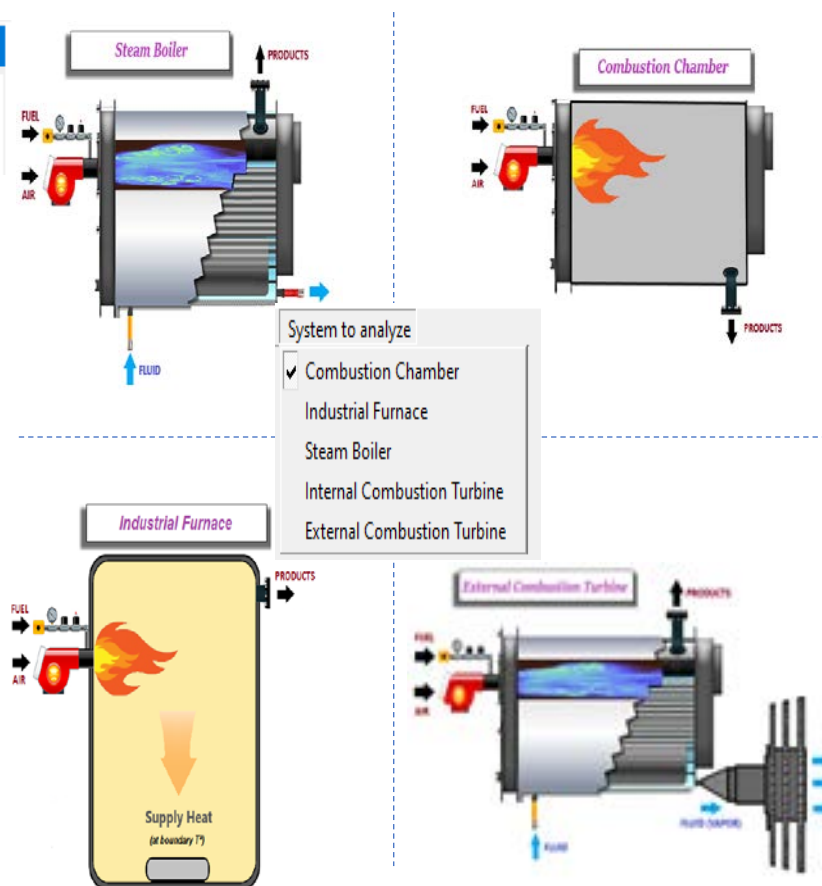 Steam Boiler
PRODUCTS
FUEL
AIR
FLUID
Combustion Chamber
FUEL
AIR
PRODUCTS
System to analyze
Combustion Chamber
Industrial Furnace
Steam Boiler
Internal Combustion Turbine
External Combustion Turbine
Industrial Furnace
PRODUCTS
FUEL
AIR
Supply Heat
(at boundary Tª)
External Combustion Turbine
PRODUCTS
FUEL
AIR
FLUID (VAPOR)
FLUID